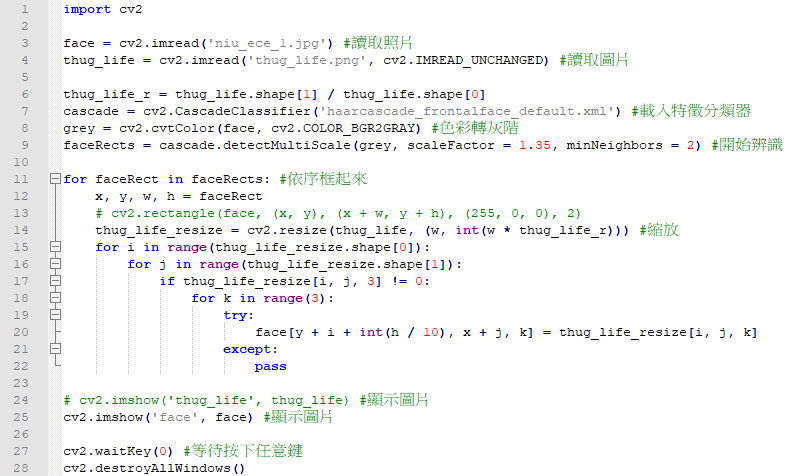 1 import cv2
2
3 face = cv2.imread('niu_ece_1.jpg') #讀取照片
4 thug_life = cv2.imread('thug_life.png', cv2.IMREAD_UNCHANGED) #讀取圖片
5
6 thug_life_r = thug_life.shape[1] / thug_life.shape[0]
7 cascade = cv2.CascadeClassifier('haarcascade_frontalface_default.xml') #載入特徵分類器
8 grey = cv2.cvtColor(face, cv2.COLOR_BGR2GRAY) #色彩轉灰階
9 faceRects = cascade.detectMultiScale(grey, scaleFactor = 1.35, minNeighbors = 2) #開始辨識
10
11 for faceRect in faceRects: #依序框起來
12     x, y, w, h = faceRect
13     # cv2.rectangle(face, (x, y), (x + w, y + h), (255, 0, 0), 2)
14     thug_life_resize = cv2.resize(thug_life, (w, int(w * thug_life_r))) #縮放
15     for i in range(thug_life_resize.shape[0]):
16         for j in range(thug_life_resize.shape[1]):
17             if thug_life_resize[i, j, 3] != 0:
18                 for k in range(3):
19                     try:
20                         face[y + i + int(h / 10), x + j, k] = thug_life_resize[i, j, k]
21                     except:
22                         pass
23
24 # cv2.imshow('thug_life', thug_life) #顯示圖片
25 cv2.imshow('face', face) #顯示圖片
26
27 cv2.waitKey(0) #等待按下任意鍵
28 cv2.destroyAllWindows()